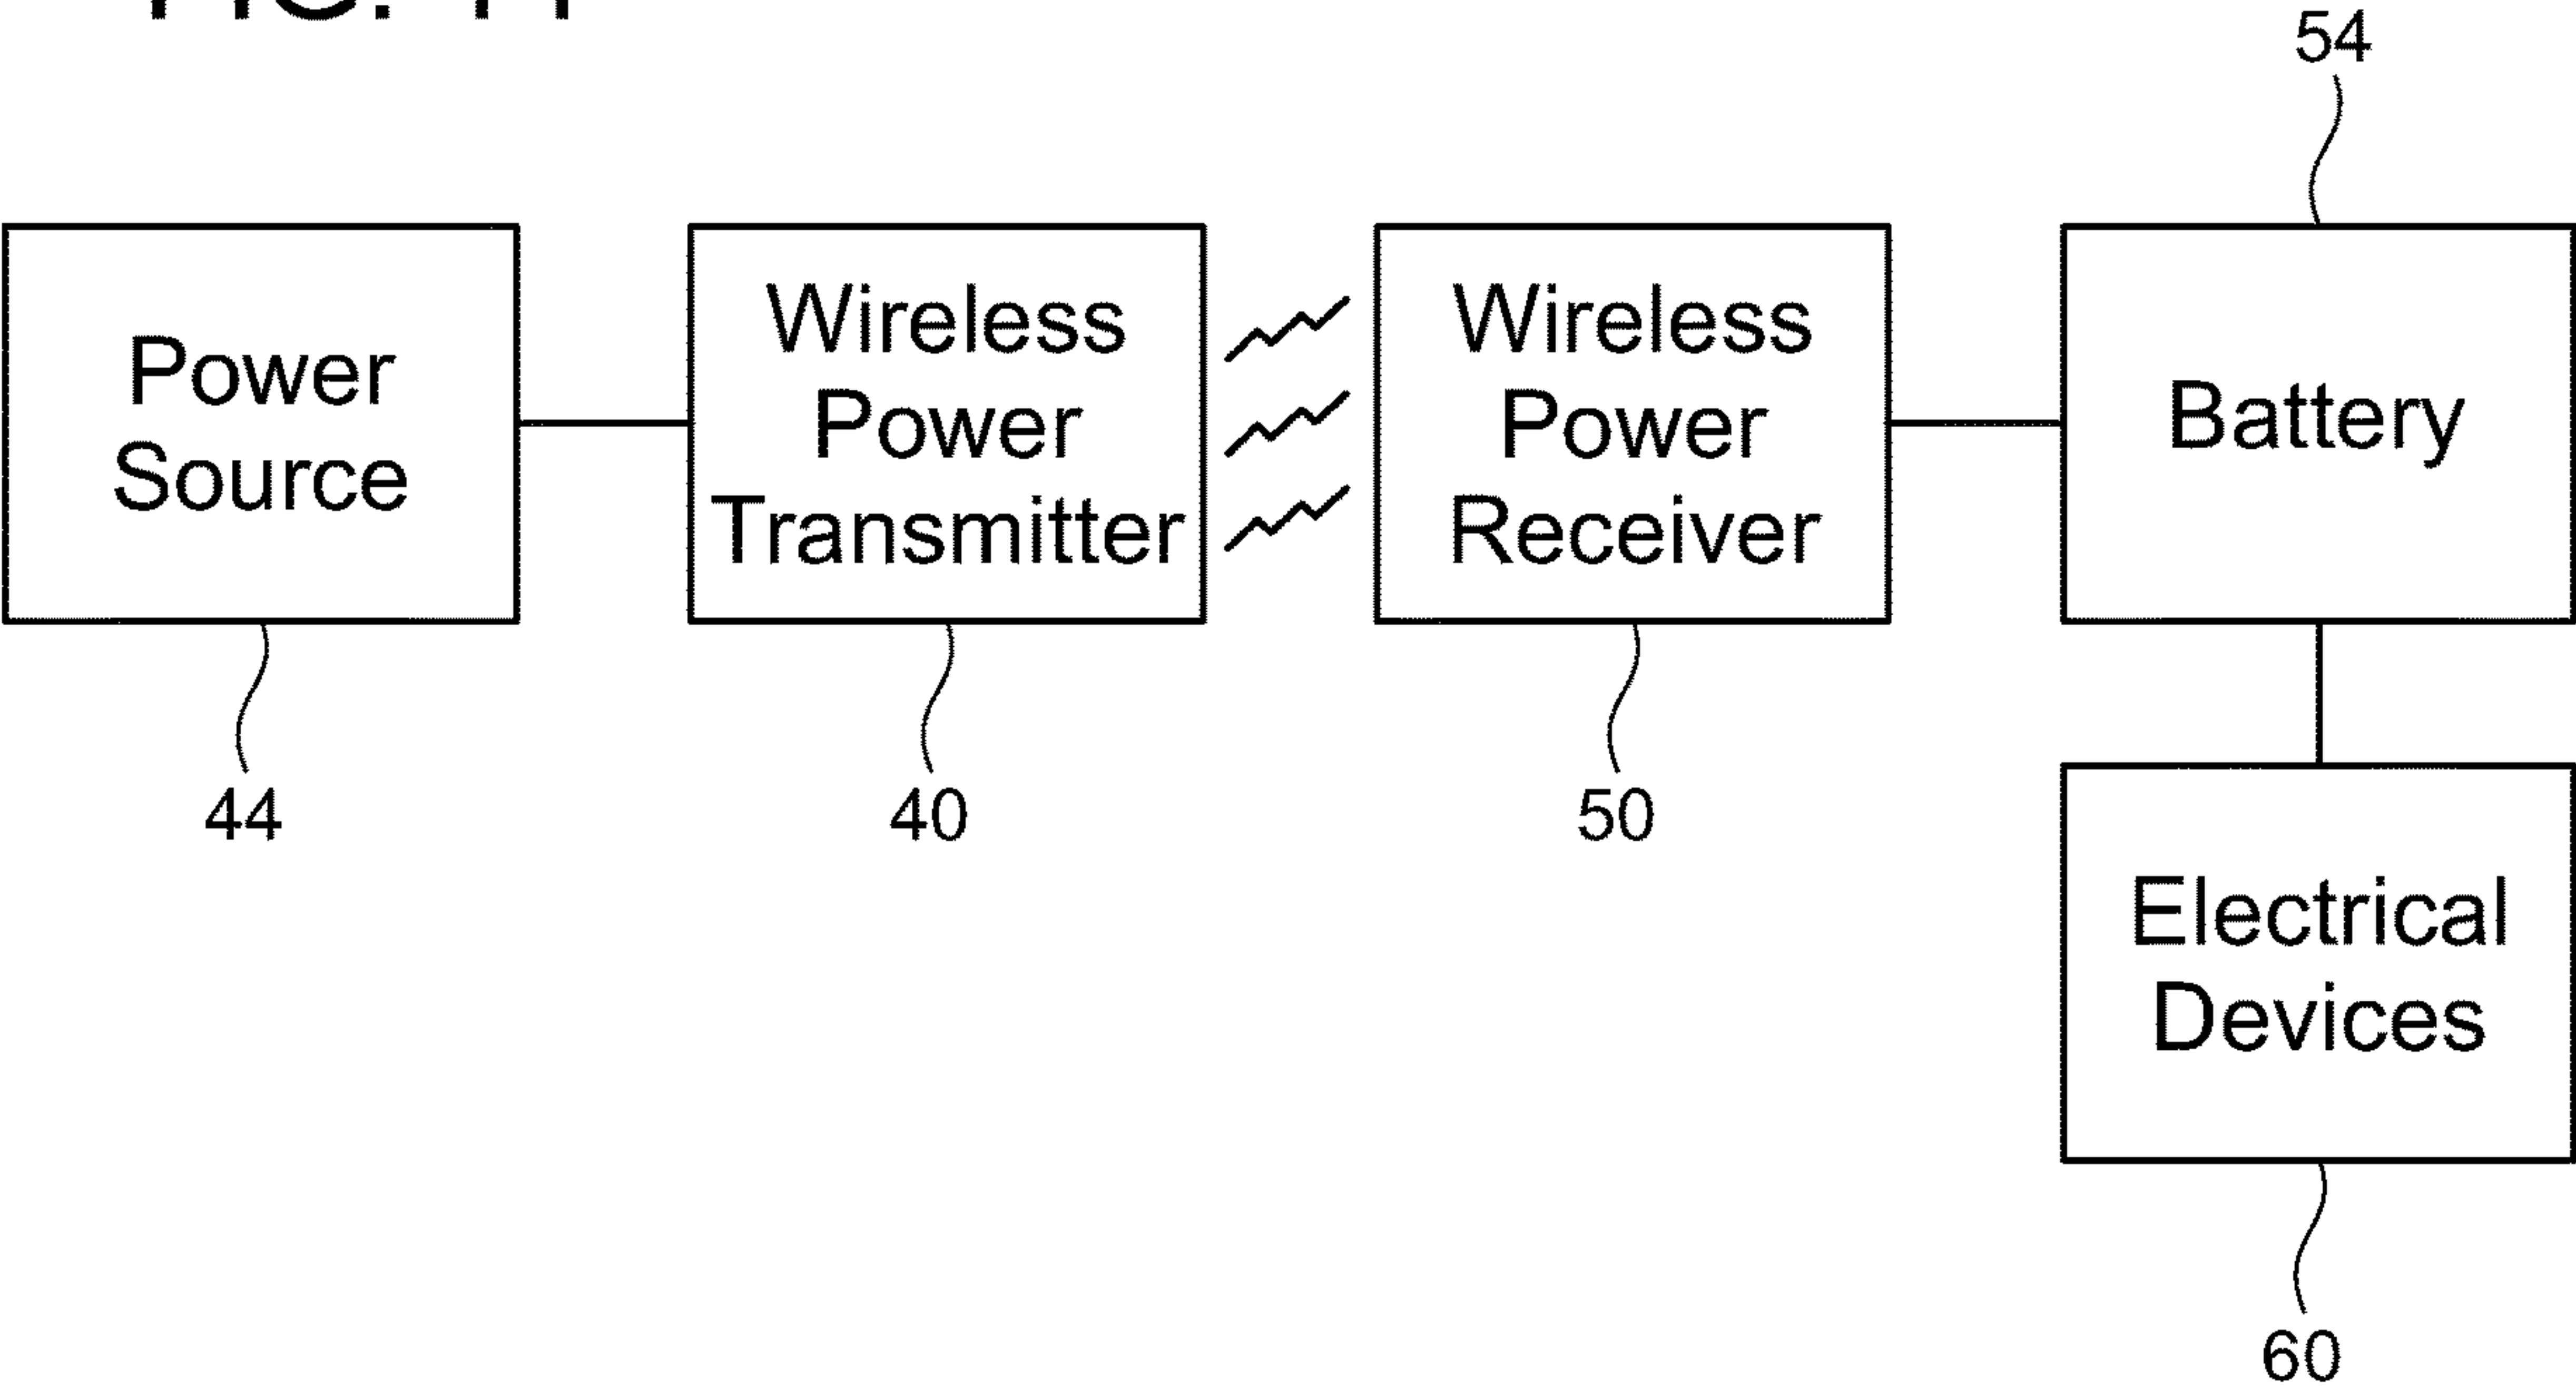 54
Power
Source
Wireless
Power
Transmitter
Wireless
Power
Receiver
Battery
44
40
50
Electrical
Devices
60